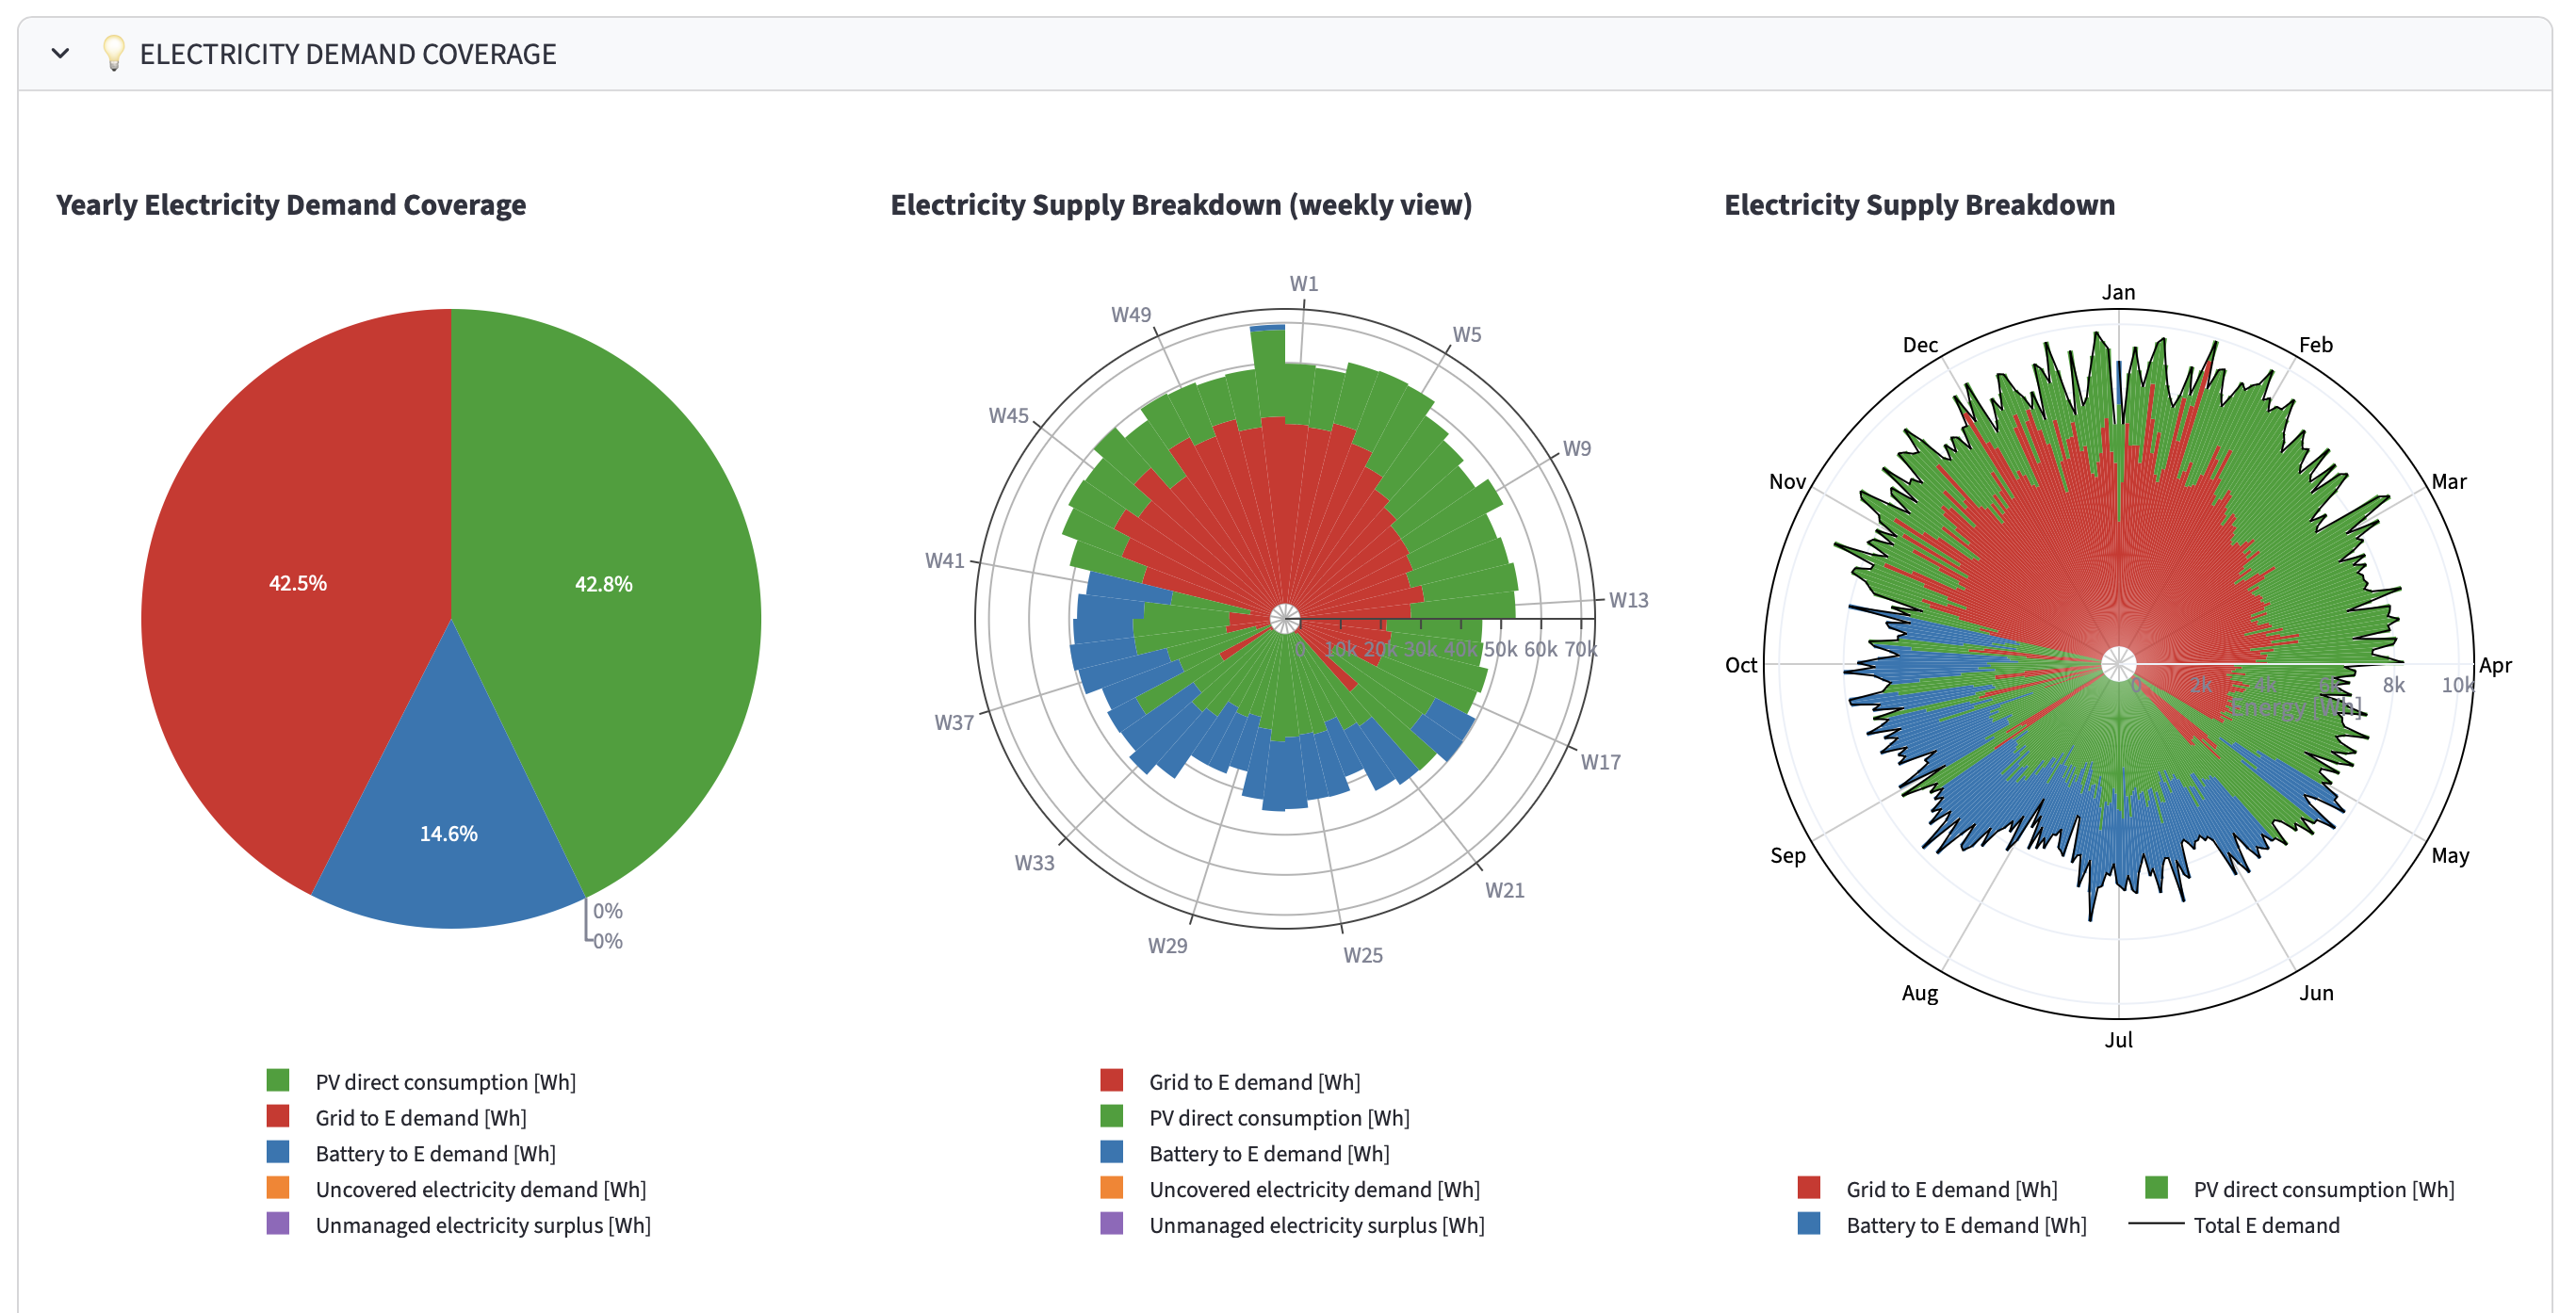 ELECTRICITY DEMAND COVERAGE
Yearly Electricity Demand Coverage
42.5%
42.8%
14.6%
0%
0%
PV direct consumption [Wh]
Grid to E demand [Wh]
Battery to E demand [Wh]
Uncovered electricity demand [Wh]
Unmanaged electricity surplus [Wh]
Electricity Supply Breakdown (weekly view)
W1
W5
W9
W13
W17
W21
W25
W29
W33
W37
W41
W45
W49
0 10k 20k 30k 40k 50k 60k 70k
Grid to E demand [Wh]
PV direct consumption [Wh]
Battery to E demand [Wh]
Uncovered electricity demand [Wh]
Unmanaged electricity surplus [Wh]
Electricity Supply Breakdown
Jan
Feb
Mar
Apr
May
Jun
Jul
Aug
Sep
Oct
Nov
Dec
0 2k 4k 6k 8k 10k
Energy [Wh]
Grid to E demand [Wh]
PV direct consumption [Wh]
Battery to E demand [Wh]
Total E demand